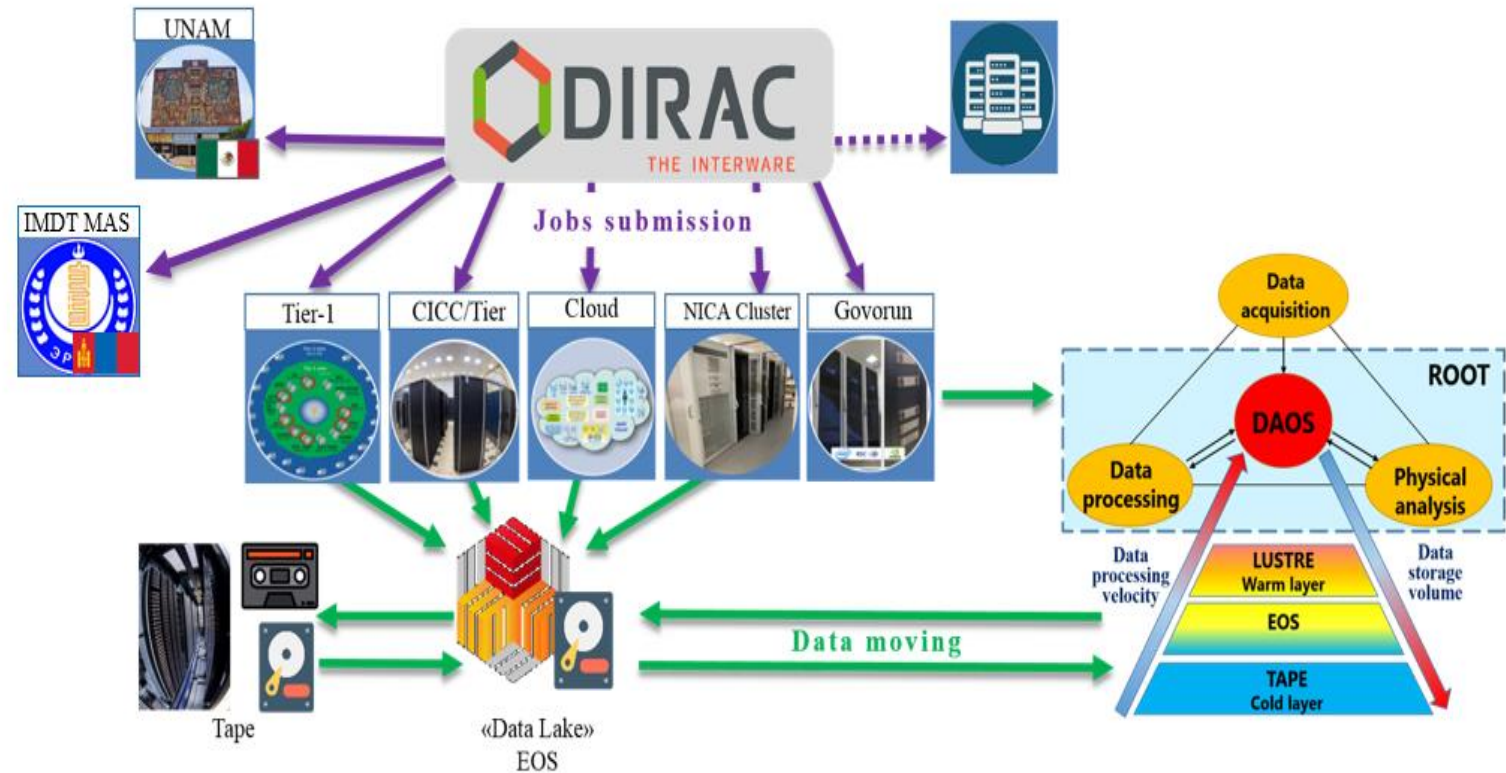 UNAM
DIRAC
THE INTERWARE
IMDT MAS
Jobs submission
Tier-1
CICC/Tier
Cloud
NICA Cluster
Govorun
Data
acquisition
ROOT
DAOS
Data
processing
Physical
analysis
Data
processing
velocity
Data
storage
volume
LUSTRE
Warm layer
EOS
TAPE
Cold layer
Data moving
Tape
«Data Lake»
EOS